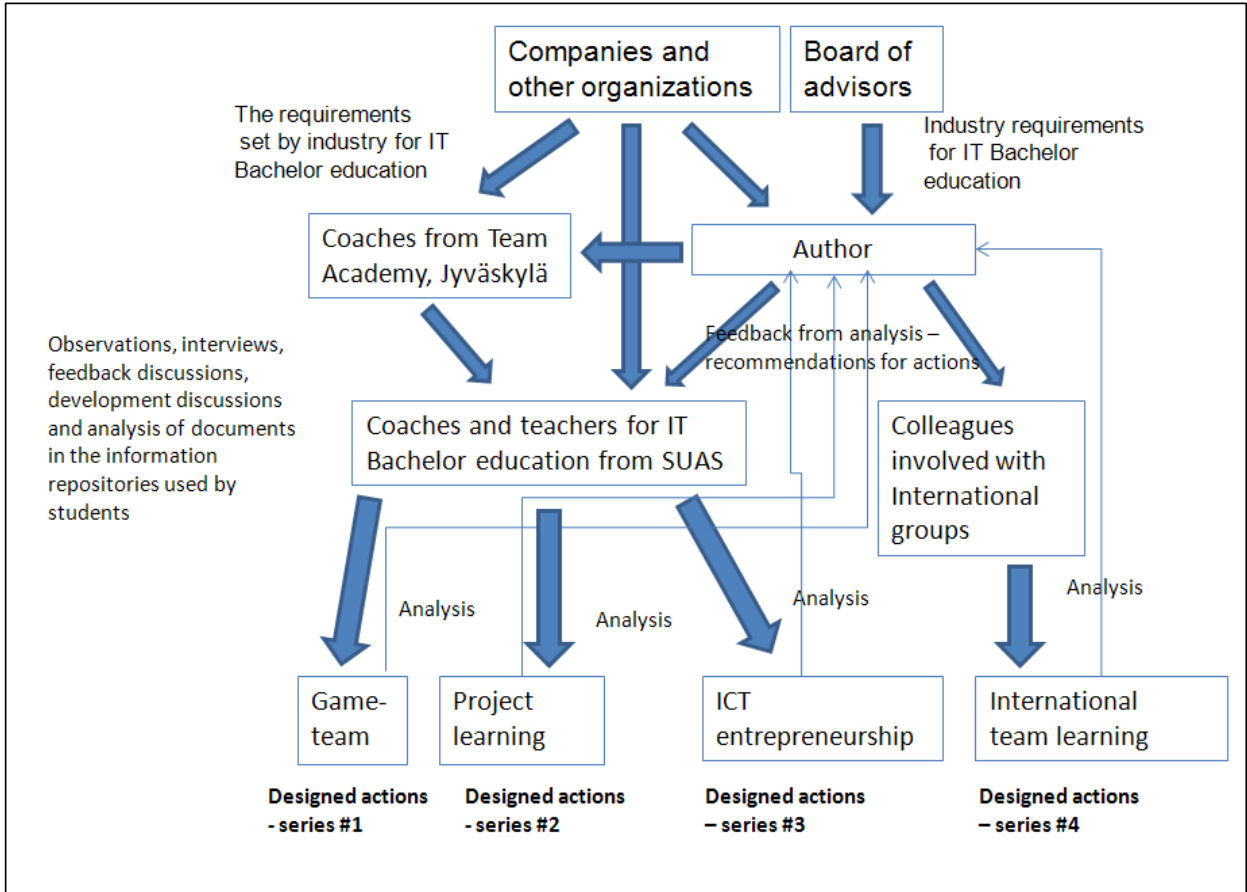 Companies and
other organizations
Board of
advisors
The requirements
set by industry for IT
Bachelor education
Industry requirements
for IT Bachelor
education
Coaches from Team
Academy, Jyväskylä
Author
Observations, interviews,
feedback discussions,
development discussions
and analysis of documents
in the information
repositories used by
students
Feedback from analysis –
recommendations for actions
Coaches and teachers for IT
Bachelor education from SUAS
Colleagues
involved with
International
groups
Analysis
Analysis
Analysis
Analysis
Game-
team
Project
learning
ICT
entrepreneurship
International
team learning
Designed actions
- series #1
Designed actions
- series #2
Designed actions
– series #3
Designed actions
– series #4